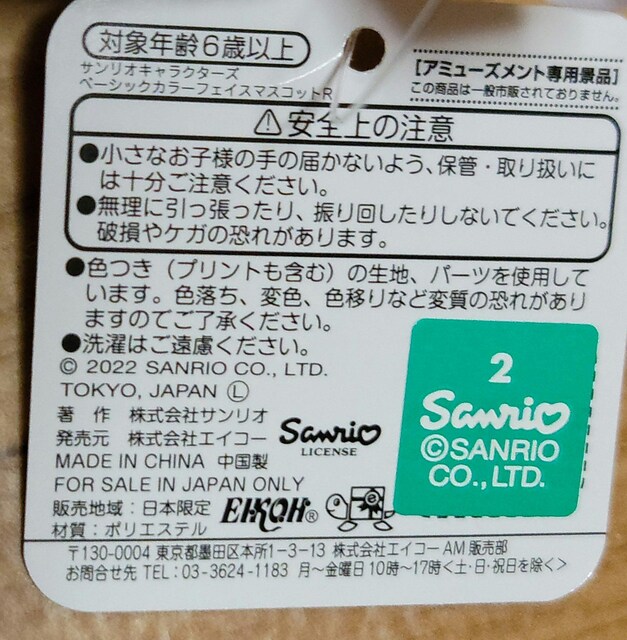 対象年齢6歳以上
サンリオキャラクターズ
ベーシックカラーフェイスマスコットR
[アミューズメント専用景品]
この商品は一般市販されておりません。
⚠安全上の注意
●小さなお子様の手の届かないよう、保管・取り扱いに
は十分ご注意ください。
●無理に引っ張ったり、振り回したりしないでください。
破損やケガの恐れがあります。
●色つき（プリントも含む）の生地、パーツを使用して
います。色落ち、変色、色移りなど変質の恐れがあり
ますのでご了承ください。
●洗濯はご遠慮ください。
© 2022 SANRIO CO., LTD.
TOKYO, JAPAN Ⓛ
著 作 株式会社サンリオ
発売元 株式会社エイコー
Sanrio
LICENSE
MADE IN CHINA 中国製
FOR SALE IN JAPAN ONLY
販売地域：日本限定
材質：ポリエステル
EIKOH®
2
Sanrio
©SANRIO
CO., LTD.
〒130-0004 東京都墨田区本所1-3-13 株式会社エイコー AM販売部
お問合せ先 TEL：03-3624-1183 月〜金曜日10時〜17時<土・日・祝日を除く>